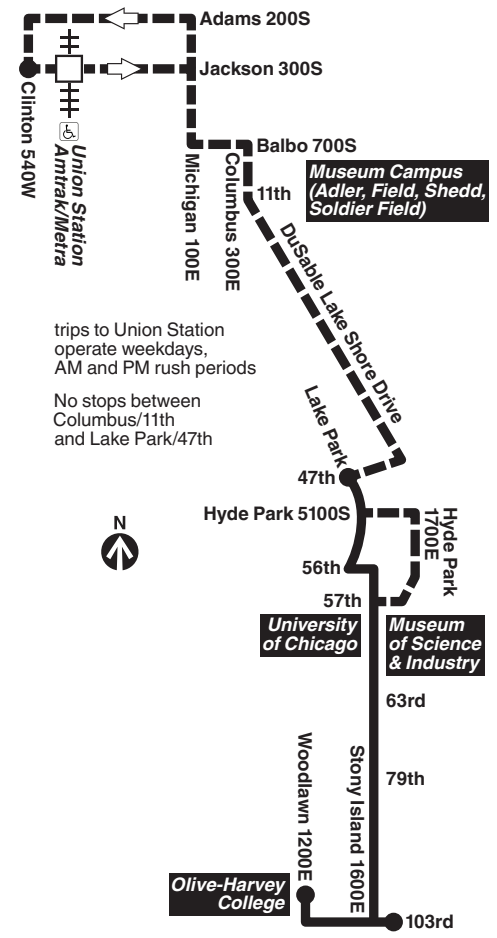 Adams 200S
Jackson 300S
Clinton 540W
Union Station
Amtrak/Metra
Michigan 100E
Columbus 300E
Balbo 700S
11th
Museum Campus
(Adler, Field, Shedd,
Soldier Field)
DuSable Lake Shore Drive
trips to Union Station
operate weekdays,
AM and PM rush periods
No stops between
Columbus/11th
and Lake Park/47th
Lake Park
47th
Hyde Park 5100S
Hyde Park
1700E
N
56th
57th
University
of Chicago
Museum
of Science
& Industry
63rd
79th
Woodlawn 1200E
Stony Island 1600E
Olive-Harvey
College
103rd